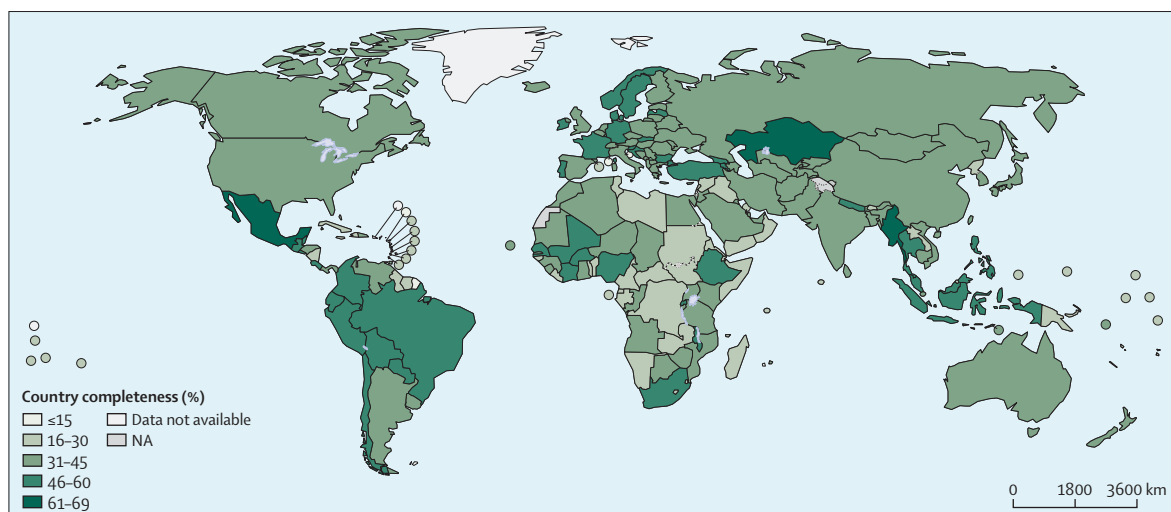 Country completeness (%)
≤15
Data not available
16–30
NA
31–45
46–60
61–69
0 1800 3600 km